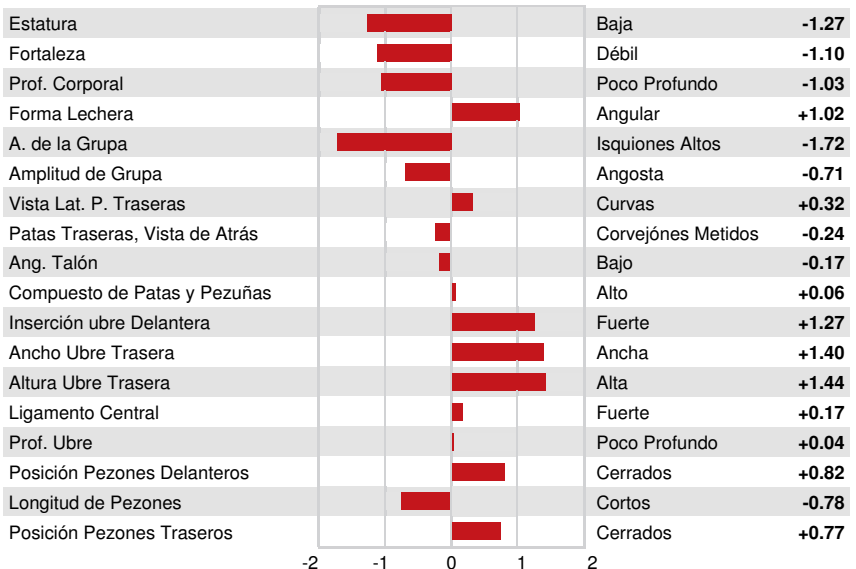 Estatura Baja -1.27
Fortaleza Débil -1.10
Prof. Corporal Poco Profundo -1.03
Forma Lechera Angular +1.02
A. de la Grupa Isquiones Altos -1.72
Amplitud de Grupa Angosta -0.71
Vista Lat. P. Traseras Curvas +0.32
Patas Traseras, Vista de Atrás Corvejónes Metidos -0.24
Ang. Talón Bajo -0.17
Compuesto de Patas y Pezuñas Alto +0.06
Inserción ubre Delantera Fuerte +1.27
Ancho Ubre Trasera Ancha +1.40
Altura Ubre Trasera Alta +1.44
Ligamento Central Fuerte +0.17
Prof. Ubre Poco Profundo +0.04
Posición Pezones Delanteros Cerrados +0.82
Longitud de Pezones Cortos -0.78
Posición Pezones Traseros Cerrados +0.77
-2 -1 0 1 2